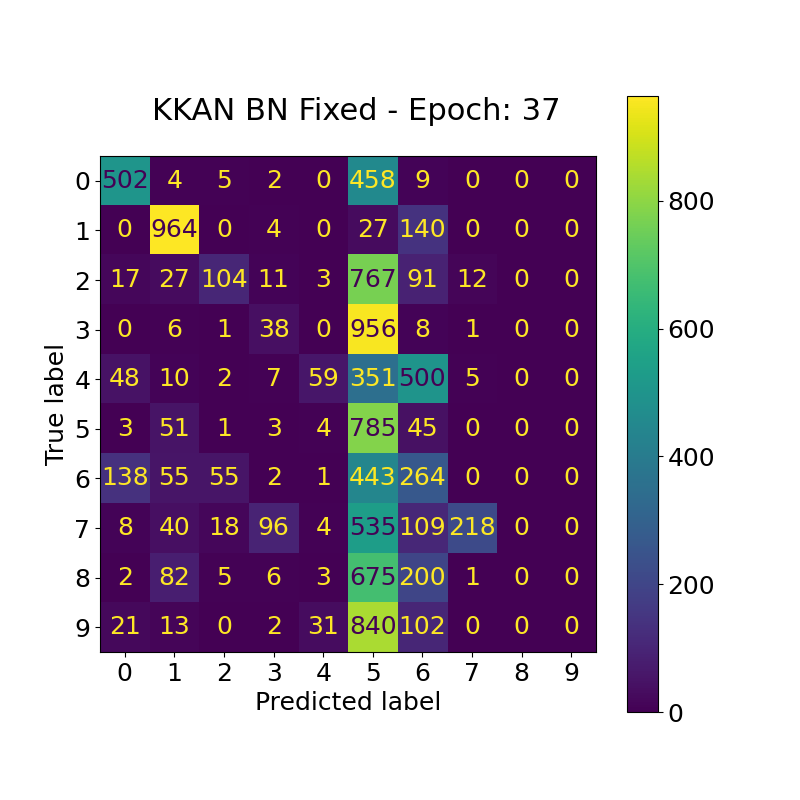 KKAN BN Fixed - Epoch: 37
0 502 4 5 2 0 458 9 0 0 0
1 0 964 0 4 0 27 140 0 0 0
2 17 27 104 11 3 767 91 12 0 0
3 0 6 1 38 0 956 8 1 0 0
4 48 10 2 7 59 351 500 5 0 0
5 3 51 1 3 4 785 45 0 0 0
6 138 55 55 2 1 443 264 0 0 0
7 8 40 18 96 4 535 109 218 0 0
8 2 82 5 6 3 675 200 1 0 0
9 21 13 0 2 31 840 102 0 0 0
0 1 2 3 4 5 6 7 8 9
Predicted label
True label
800
600
400
200
0